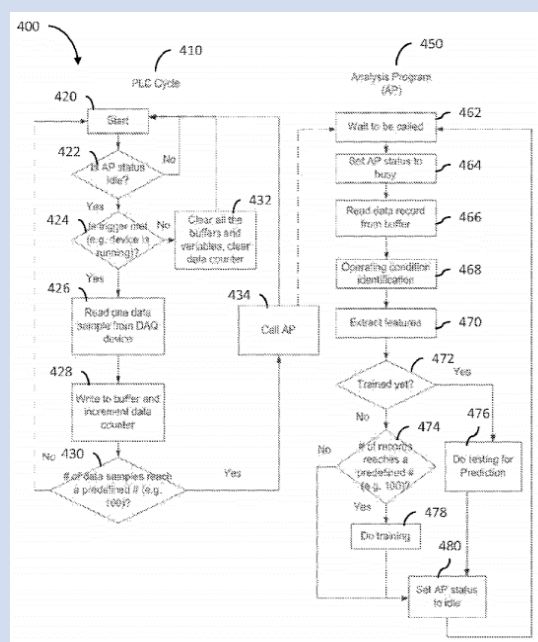 400
410
PLC Cycle
420
Start
422
Is AP status
idle?
No
Yes
424
Is trigger met
(e.g. device is
running)?
No
432
Clear all the
buffers and
variables, clear
data counter
Yes
426
Read one data
sample from DAQ
device
428
Write to buffer and
increment data
counter
No
430
# of data samples reach
a predefined # (e.g.
100)?
Yes
434
Call AP
450
Analysis Program
(AP)
462
Wait to be called
464
Set AP status to
busy
466
Read data record
from buffer
468
Operating condition
identification
470
Extract features
472
Trained yet?
Yes
No
474
# of records
reaches a
predefined #
(e.g. 100)?
No
Yes
476
Do testing for
Prediction
478
Do training
480
Set AP status
to idle